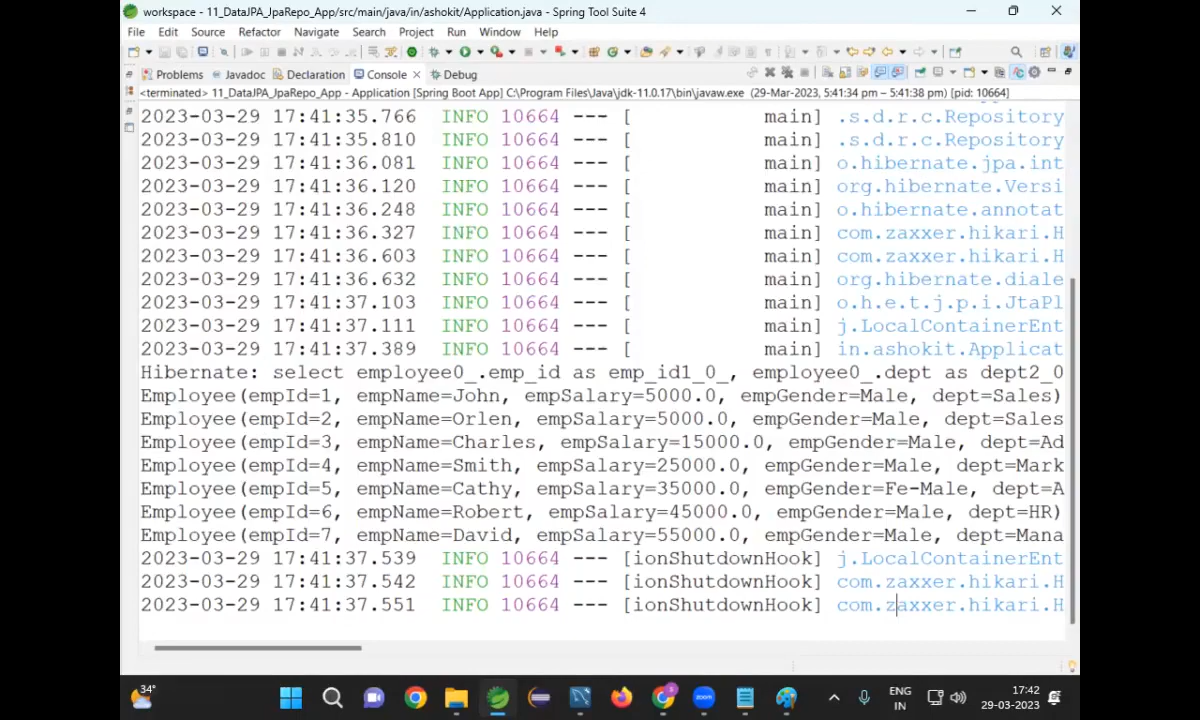 workspace - 11_DataJPA_JpaRepo_App/src/main/java/in/ashokit/Application.java - Spring Tool Suite 4
File Edit Source Refactor Navigate Search Project Run Window Help
Problems Javadoc Declaration Console Debug
<terminated> 11_DataJPA_JpaRepo_App - Application [Spring Boot App] C:\Program Files\Java\jdk-11.0.17\bin\javaw.exe (29-Mar-2023, 5:41:34 pm – 5:41:38 pm) [pid: 10664]
2023-03-29 17:41:35.766 INFO 10664 --- [ main] .s.d.r.c.Repository
2023-03-29 17:41:35.810 INFO 10664 --- [ main] .s.d.r.c.Repository
2023-03-29 17:41:36.081 INFO 10664 --- [ main] o.hibernate.jpa.int
2023-03-29 17:41:36.120 INFO 10664 --- [ main] org.hibernate.Versi
2023-03-29 17:41:36.248 INFO 10664 --- [ main] o.hibernate.annotat
2023-03-29 17:41:36.327 INFO 10664 --- [ main] com.zaxxer.hikari.H
2023-03-29 17:41:36.603 INFO 10664 --- [ main] com.zaxxer.hikari.H
2023-03-29 17:41:36.632 INFO 10664 --- [ main] org.hibernate.diale
2023-03-29 17:41:37.103 INFO 10664 --- [ main] o.h.e.t.j.p.i.JtaPl
2023-03-29 17:41:37.111 INFO 10664 --- [ main] j.LocalContainerEnt
2023-03-29 17:41:37.389 INFO 10664 --- [ main] in.ashokit.Applicat
Hibernate: select employee0_.emp_id as emp_id1_0_, employee0_.dept as dept2_0
Employee(empId=1, empName=John, empSalary=5000.0, empGender=Male, dept=Sales)
Employee(empId=2, empName=Orlen, empSalary=5000.0, empGender=Male, dept=Sales
Employee(empId=3, empName=Charles, empSalary=15000.0, empGender=Male, dept=Ad
Employee(empId=4, empName=Smith, empSalary=25000.0, empGender=Male, dept=Mark
Employee(empId=5, empName=Cathy, empSalary=35000.0, empGender=Fe-Male, dept=A
Employee(empId=6, empName=Robert, empSalary=45000.0, empGender=Male, dept=HR)
Employee(empId=7, empName=David, empSalary=55000.0, empGender=Male, dept=Mana
2023-03-29 17:41:37.539 INFO 10664 --- [ionShutdownHook] j.LocalContainerEnt
2023-03-29 17:41:37.542 INFO 10664 --- [ionShutdownHook] com.zaxxer.hikari.H
2023-03-29 17:41:37.551 INFO 10664 --- [ionShutdownHook] com.zaxxer.hikari.H
34°
zoom
ENG
IN
17:42
29-03-2023